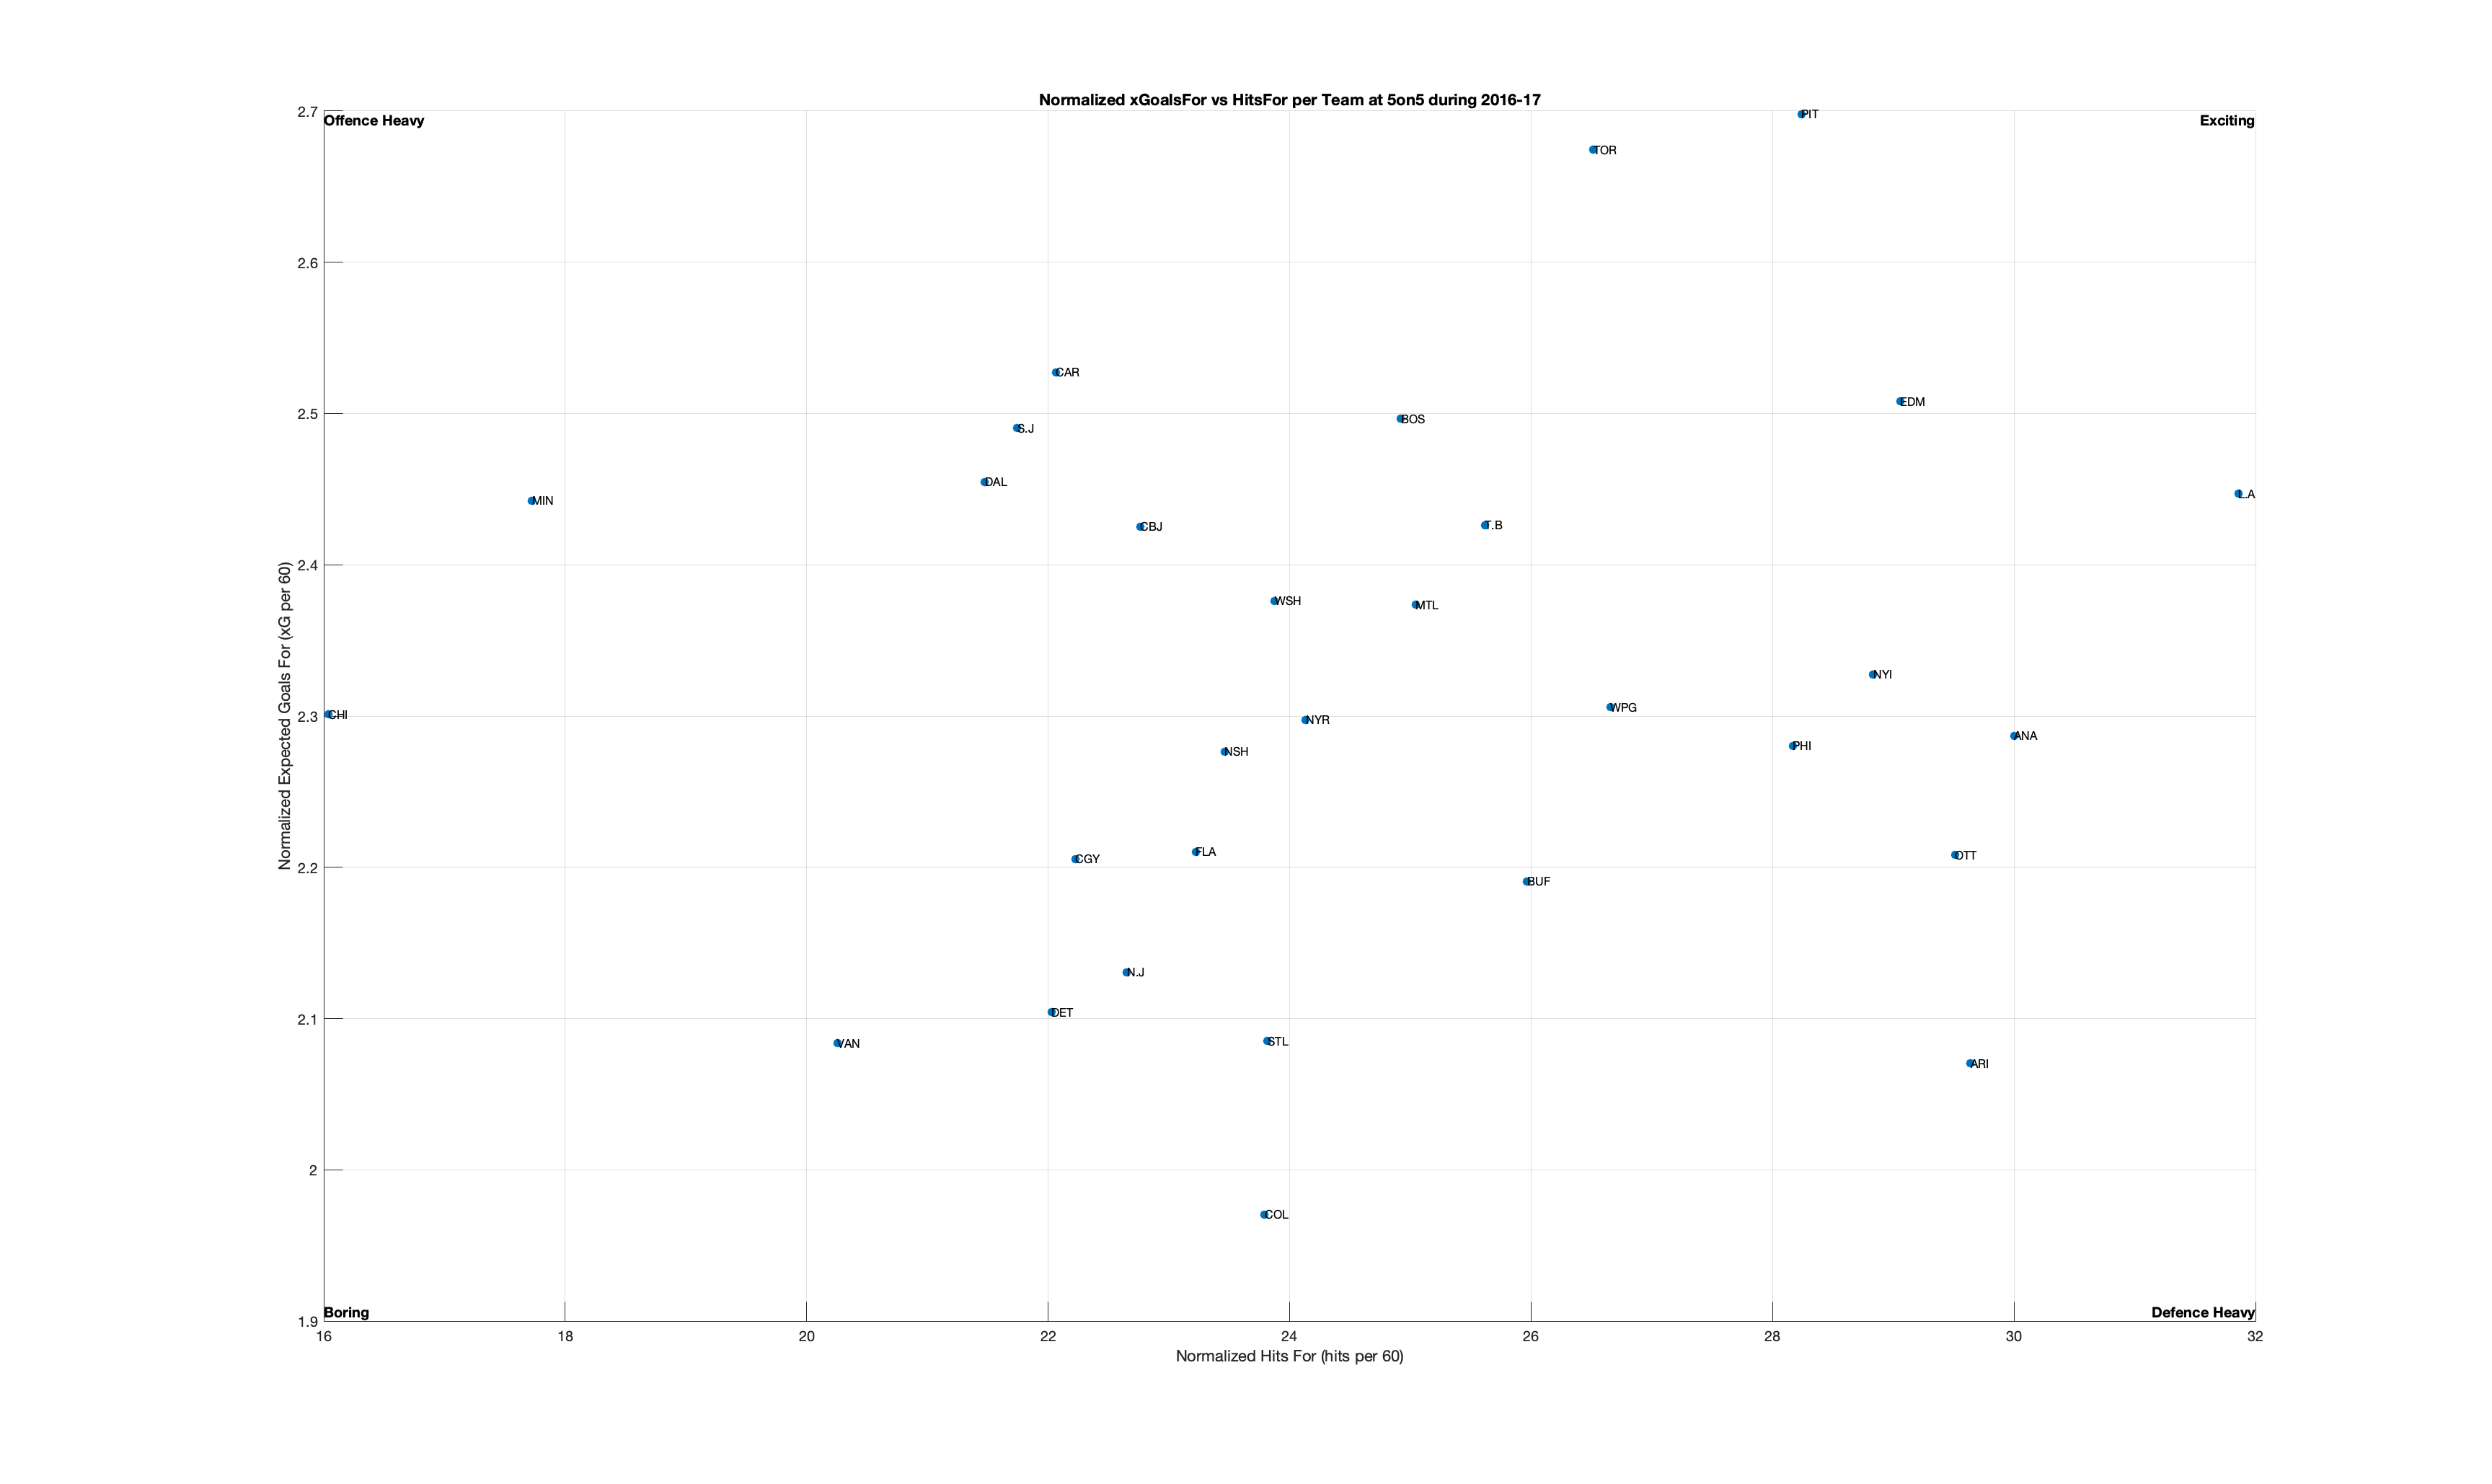 Normalized xGoalsFor vs HitsFor per Team at 5on5 during 2016-17
2.7
Offence Heavy
Exciting
PIT
TOR
2.6
CAR
2.5
EDM
BOS
S.J
DAL
L.A
MIN
T.B
CBJ
Normalized Expected Goals For (xG per 60)
2.4
WSH
MTL
NYI
WPG
CHI
2.3
NYR
ANA
PHI
NSH
FLA
OTT
CGY
2.2
BUF
N.J
DET
2.1
STL
VAN
ARI
2
COL
Boring
Defence Heavy
1.9
16
18
20
22
24
26
28
30
32
Normalized Hits For (hits per 60)